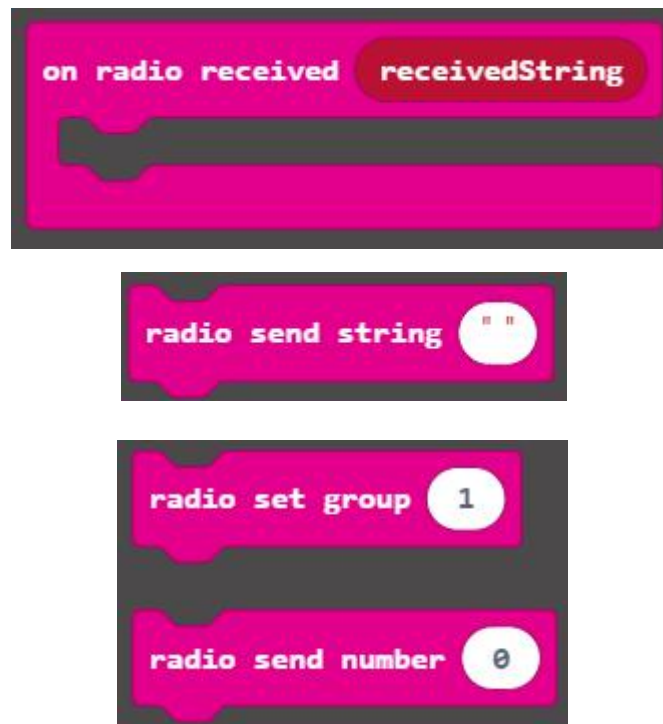 on radio received receivedString
radio send string " "
radio set group 1
radio send number 0